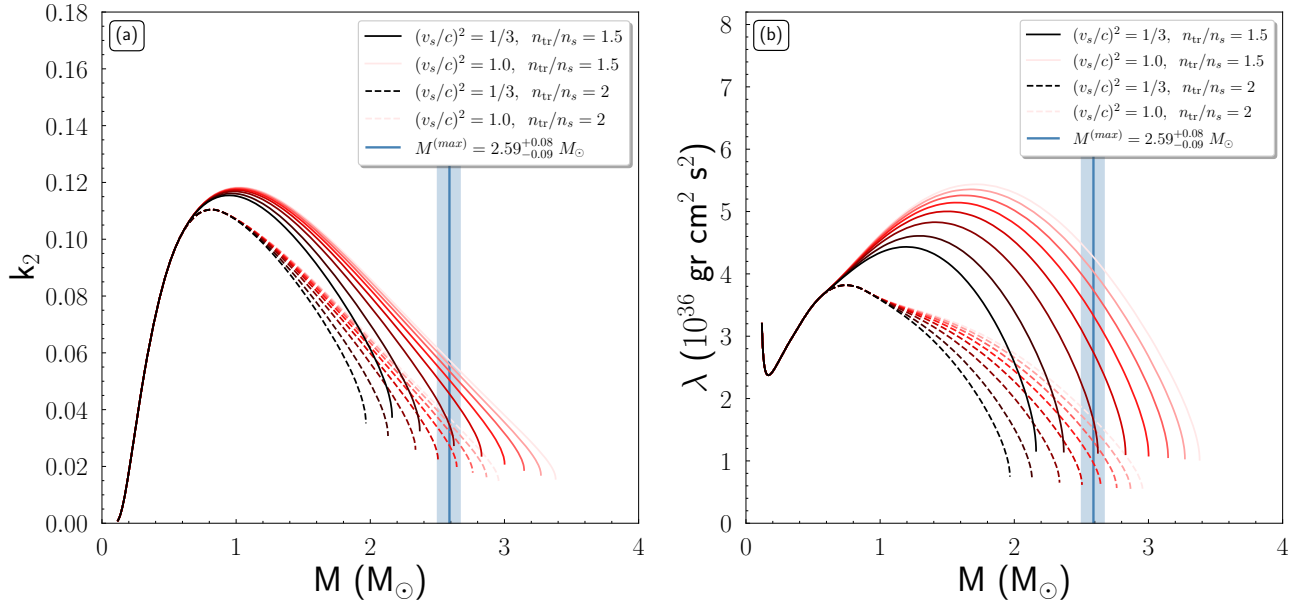 (a)
(v_s/c)^2 = 1/3, n_tr/n_s = 1.5
(v_s/c)^2 = 1.0, n_tr/n_s = 1.5
(v_s/c)^2 = 1/3, n_tr/n_s = 2
(v_s/c)^2 = 1.0, n_tr/n_s = 2
M^(max) = 2.59^{+0.08}_{-0.09} M_⊙
0.18
0.16
0.14
0.12
0.10
0.08
0.06
0.04
0.02
0.00
k_2
0 1 2 3 4
M (M_⊙)
(b)
(v_s/c)^2 = 1/3, n_tr/n_s = 1.5
(v_s/c)^2 = 1.0, n_tr/n_s = 1.5
(v_s/c)^2 = 1/3, n_tr/n_s = 2
(v_s/c)^2 = 1.0, n_tr/n_s = 2
M^(max) = 2.59^{+0.08}_{-0.09} M_⊙
8
7
6
5
4
3
2
1
0
λ (10^36 gr cm^2 s^2)
0 1 2 3 4
M (M_⊙)